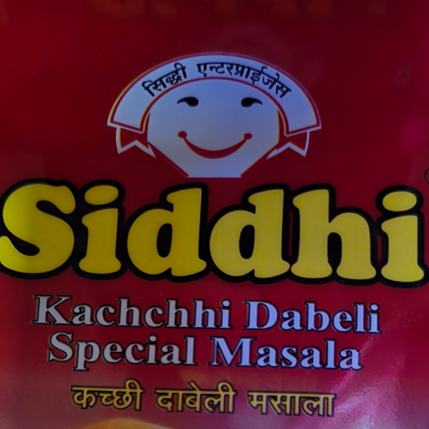 सिद्धी एन्टरप्राईजेस
Siddhi
Kachchhi Dabeli
Special Masala
कच्छी दाबेली मसाला